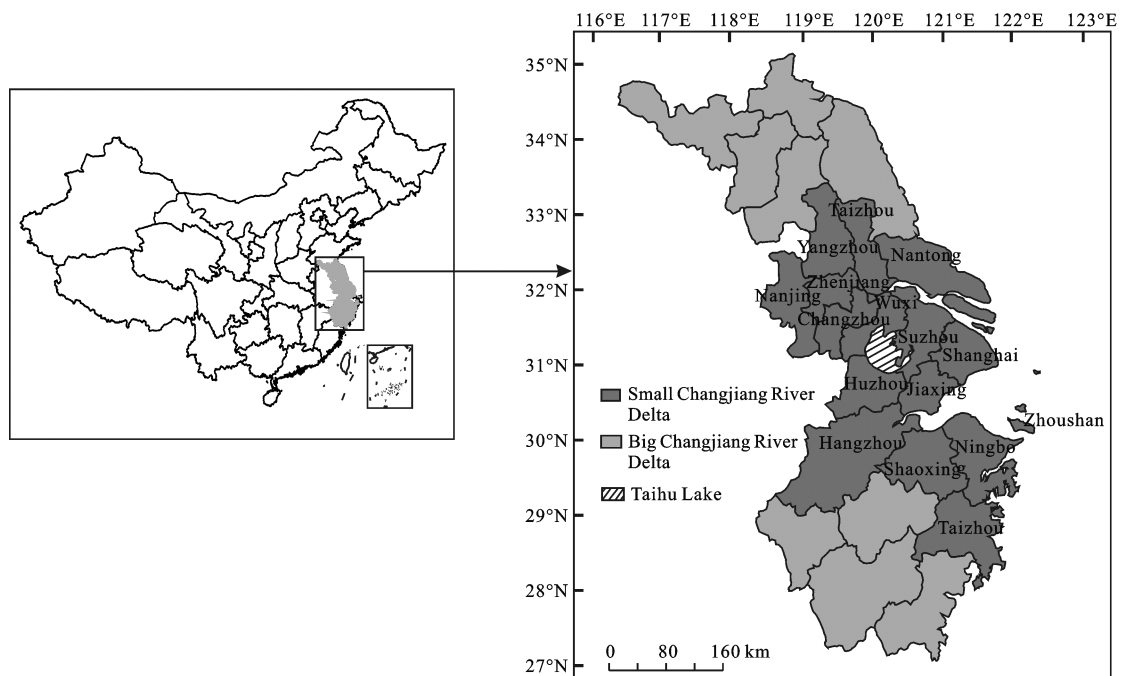 116°E 117°E 118°E 119°E 120°E 121°E 122°E 123°E
35°N
34°N
33°N
32°N
31°N
30°N
29°N
28°N
27°N
Taizhou
Yangzhou
Nantong
Zhenjiang
Nanjing
Wuxi
Changzhou
Suzhou
Shanghai
Huzhou
Jiaxing
Zhoushan
Hangzhou
Ningbo
Shaoxing
Taizhou
Small Changjiang River
Delta
Big Changjiang River
Delta
Taihu Lake
0 80 160 km